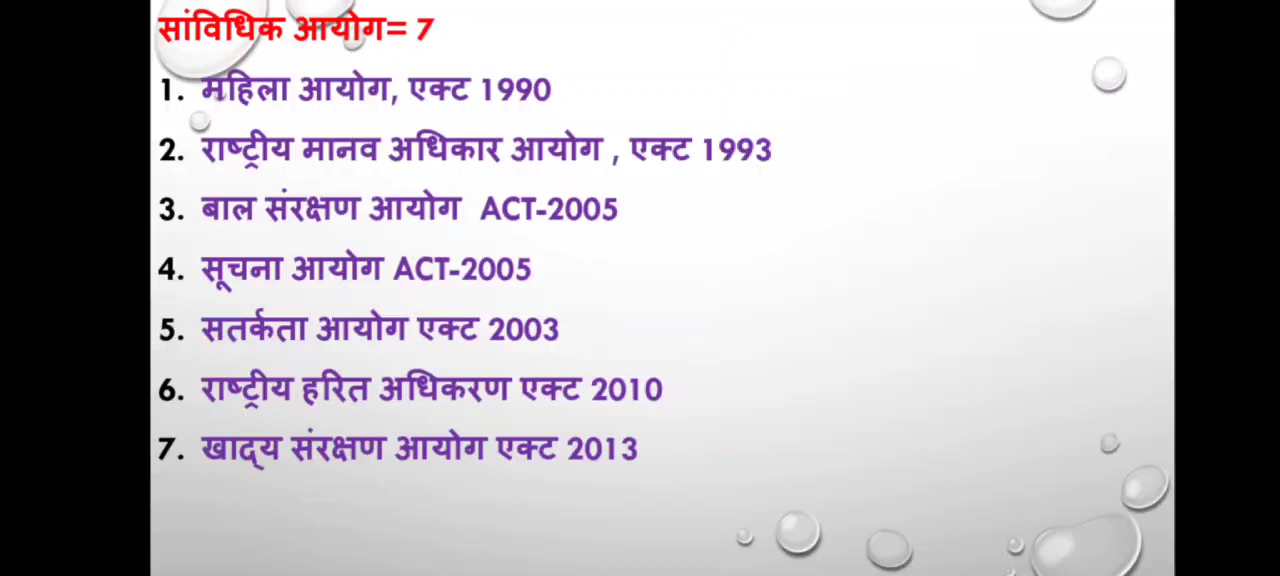 सांविधिक आयोग= 7
1. महिला आयोग, एक्ट 1990
2. राष्ट्रीय मानव अधिकार आयोग , एक्ट 1993
3. बाल संरक्षण आयोग ACT-2005
4. सूचना आयोग ACT-2005
5. सतर्कता आयोग एक्ट 2003
6. राष्ट्रीय हरित अधिकरण एक्ट 2010
7. खाद्य संरक्षण आयोग एक्ट 2013